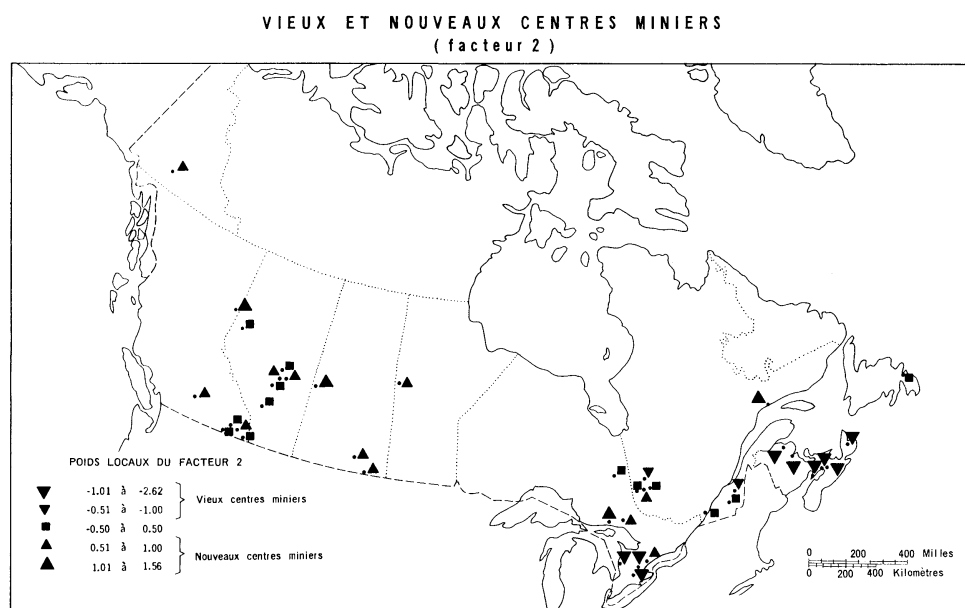 VIEUX ET NOUVEAUX CENTRES MINIERS
(facteur 2)
POIDS LOCAUX DU FACTEUR 2
-1.01 à -2.62
-0.51 à -1.00
Vieux centres miniers
-0.50 à 0.50
0.51 à 1.00
1.01 à 1.56
Nouveaux centres miniers
0 200 400 Milles
0 200 400 Kilomètres